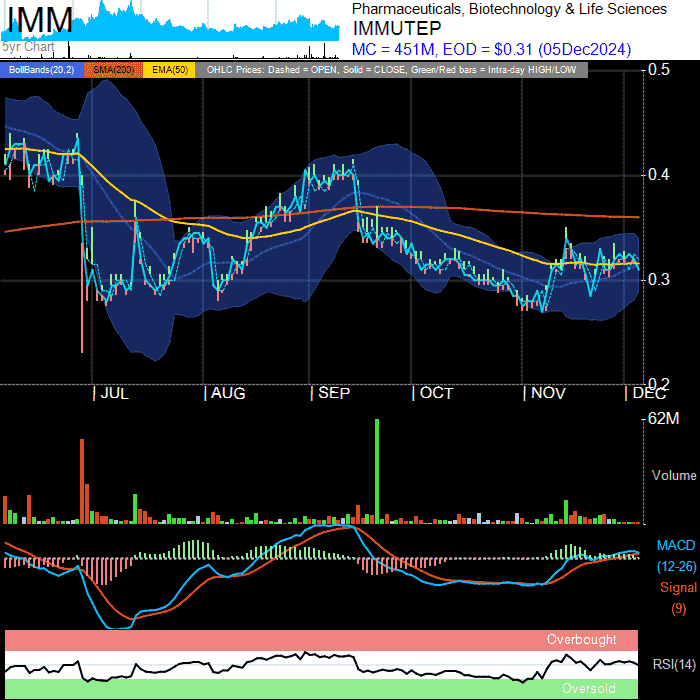 IMM
5yr Chart
Pharmaceuticals, Biotechnology & Life Sciences
IMMUTEP
MC = 451M, EOD = $0.31 (05Dec2024)
BollBands(20,2) SMA(200) EMA(50) OHLC Prices: Dashed = OPEN, Solid = CLOSE, Green/Red bars = Intra-day HIGH/LOW
0.5
0.4
0.3
0.2
| JUL | AUG | SEP | OCT | NOV | DEC
62M
Volume
MACD
(12-26)
Signal
(9)
Overbought
RSI(14)
Oversold